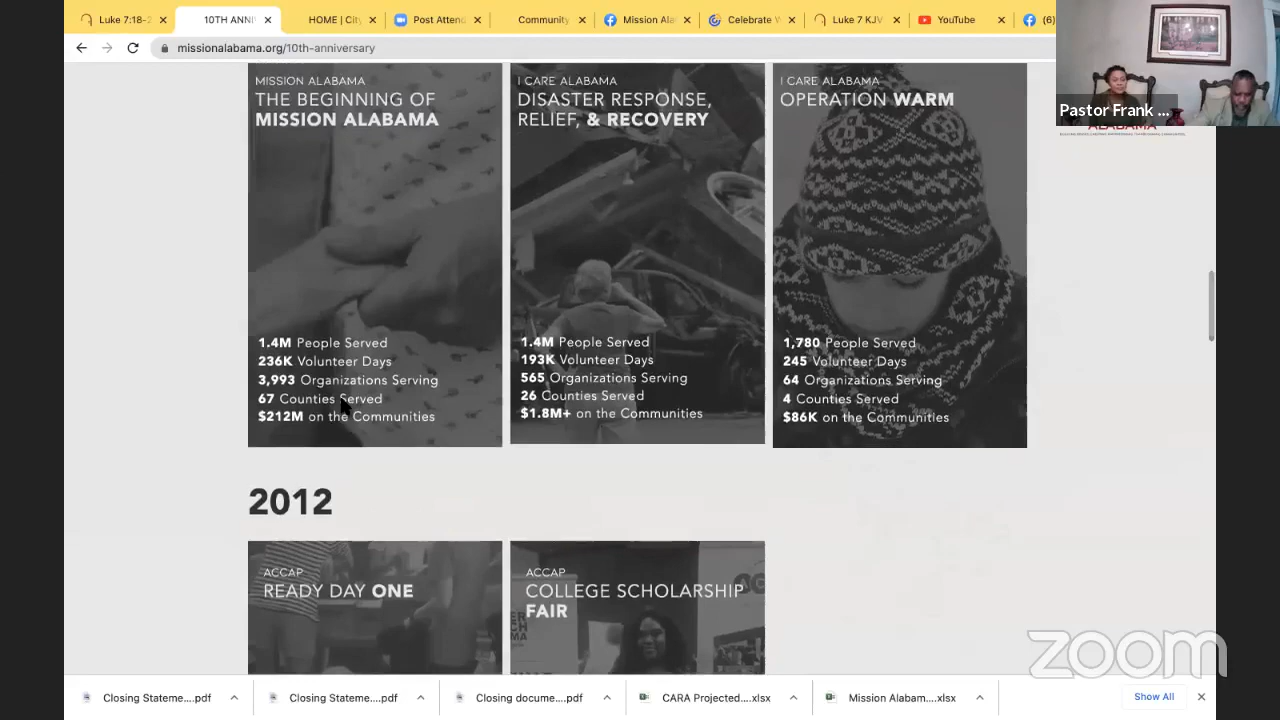 Luke 7:18-2
10TH ANNI
HOME | City
Post Attend
Community
Mission Ala
Celebrate V
Luke 7 KJV
YouTube
(6)
missionalabama.org/10th-anniversary
Pastor Frank ...
ALABAMA
MISSION ALABAMA
THE BEGINNING OF
MISSION ALABAMA
1.4M People Served
236K Volunteer Days
3,993 Organizations Serving
67 Counties Served
$212M on the Communities
I CARE ALABAMA
DISASTER RESPONSE,
RELIEF, & RECOVERY
1.4M People Served
193K Volunteer Days
565 Organizations Serving
26 Counties Served
$1.8M+ on the Communities
I CARE ALABAMA
OPERATION WARM
1,780 People Served
245 Volunteer Days
64 Organizations Serving
4 Counties Served
$86K on the Communities
2012
ACCAP
READY DAY ONE
ACCAP
COLLEGE SCHOLARSHIP
FAIR
zoom
Closing Stateme....pdf
Closing Stateme....pdf
Closing docume....pdf
CARA Projected....xlsx
Mission Alabam....xlsx
Show All